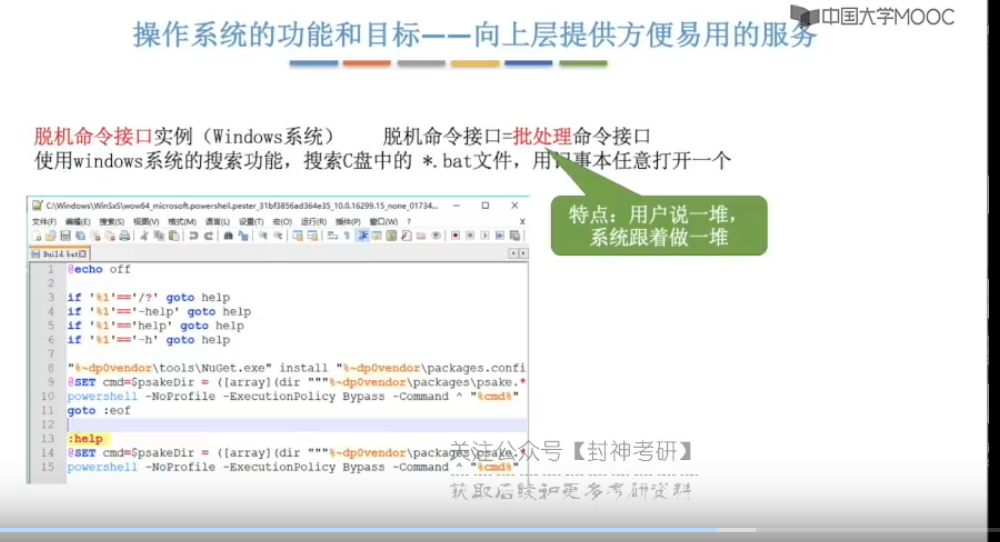 中国大学MOOC
操作系统的功能和目标——向上层提供方便易用的服务
脱机命令接口实例（Windows系统） 脱机命令接口=批处理命令接口
使用windows系统的搜索功能，搜索C盘中的 *.bat文件，用记事本任意打开一个
特点：用户说一堆，
系统跟着做一堆
C:\Windows\WinSxS\wow64_microsoft.powershell.pester_31bf3856ad364e35_10.0.16299.15_none_01734...
文件(F) 编辑(E) 搜索(S) 视图(V) 格式(M) 语言(L) 设置(T) 宏(O) 运行(R) 插件(P) 窗口(W) ?
Build.bat
1 @echo off
2
3 if '%1'=='/?' goto help
4 if '%1'=='-help' goto help
5 if '%1'=='help' goto help
6 if '%1'=='-h' goto help
7
8 "%~dp0vendor\tools\NuGet.exe" install "%~dp0vendor\packages.confi
9 @SET cmd=$psakeDir = ([array](dir """%~dp0vendor\packages\psake.*
10 powershell -NoProfile -ExecutionPolicy Bypass -Command ^ "%cmd%"
11 goto :eof
12
13 :help
14 @SET cmd=$psakeDir = ([array](dir """%~dp0vendor\packages\psake.*
15 powershell -NoProfile -ExecutionPolicy Bypass -Command ^ "%cmd%"
关注公众号【封神考研】
获取后续和更多考研资料